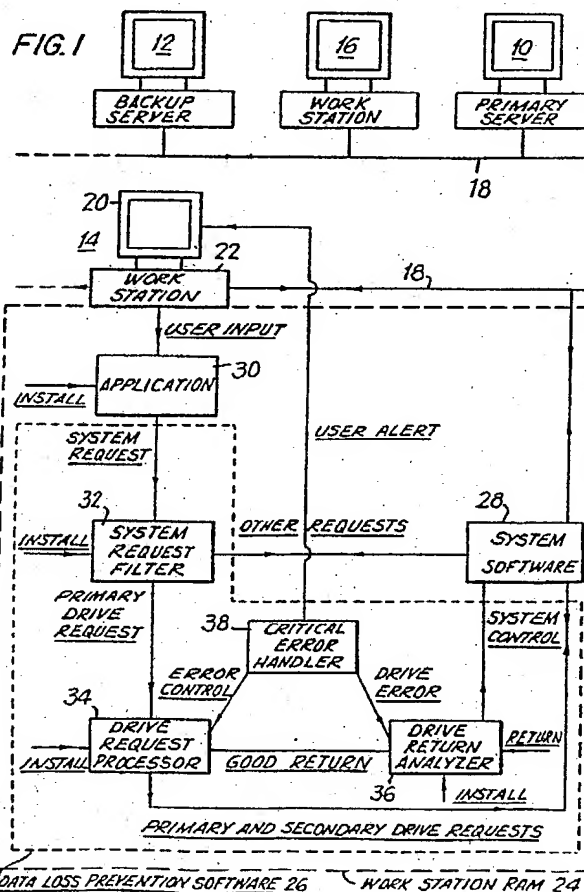 FIG. 1
12
16
10
BACKUP
SERVER
WORK
STATION
PRIMARY
SERVER
18
20
14
22
WORK
STATION
18
USER INPUT
APPLICATION
30
INSTALL
SYSTEM
REQUEST
USER ALERT
32
28
INSTALL
SYSTEM
REQUEST
FILTER
OTHER REQUESTS
SYSTEM
SOFTWARE
PRIMARY
DRIVE
REQUEST
38
CRITICAL
ERROR
HANDLER
SYSTEM
CONTROL
ERROR
CONTROL
DRIVE
ERROR
34
INSTALL
DRIVE
REQUEST
PROCESSOR
GOOD RETURN
DRIVE
RETURN
ANALYZER
RETURN
36
INSTALL
PRIMARY AND SECONDARY DRIVE REQUESTS
DATA LOSS PREVENTION SOFTWARE 26
WORK STATION RAM 24